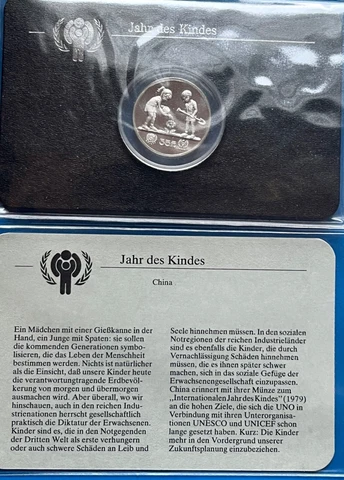 Jahr des Kindes
35元
Jahr des Kindes
China
Ein Mädchen mit einer Gießkanne in der
Hand, ein Junge mit Spaten: sie sollen
die kommenden Generationen symboli-
sieren, die das Leben der Menschheit
bestimmen werden. Nichts ist natürlicher
als die Einsicht, daß unsere Kinder heute
die verantwortungtragende Erdbevöl-
kerung von morgen und übermorgen
ausmachen wird. Aber überall, wo wir
hinschauen, auch in den reichen Indu-
strienationen herrscht gesellschaftlich
praktisch die Diktatur der Erwachsenen.
Kinder sind es, die in den Notgegenden
der Dritten Welt als erste verhungern
oder auch schwere Schäden an Leib und
Seele hinnehmen müssen. In den sozialen
Notregionen der reichen Industrieländer
sind es ebenfalls die Kinder, die durch
Vernachlässigung Schäden hinnehmen
müssen, die es ihnen später schwer ma-
chen, sich in das soziale Gefüge der
Erwachsenengesellschaft einzupassen.
China erinnert mit ihrer Münze zum
„Internationalen Jahr des Kindes" (1979)
an die hohen Ziele, die sich die UNO in
Verbindung mit ihren Unterorganisati-
onen UNESCO und UNICEF schon
lange gesteckt haben. Kurz: Die Kinder
mehr in den Vordergrund unserer
Zukunftsplanung einzubeziehen.